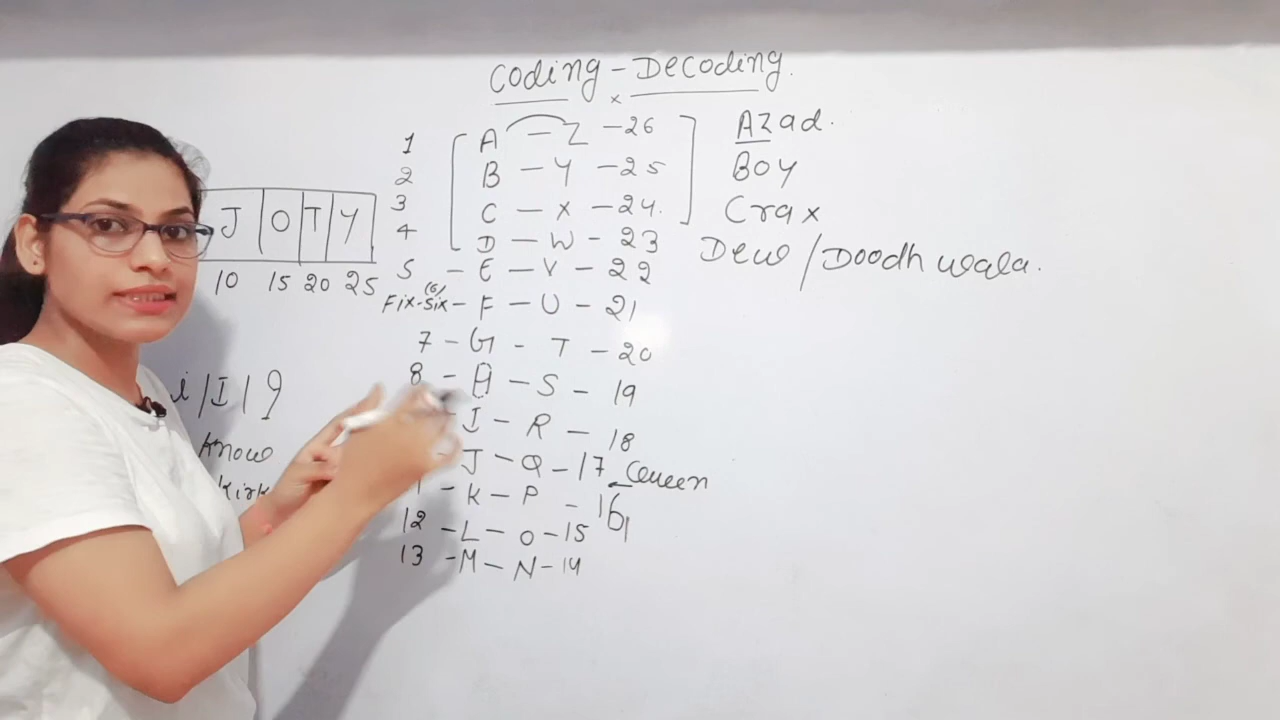 Coding - Decoding.
1 A - Z - 26 Azad.
2 B - Y - 25 Boy
3 C - X - 24. Crax
4 D - W - 23 Dew / Doodh wala.
5 - E - V - 22
Fix - Six (6) - F - U - 21
7 - G - T - 20
8 - H - S - 19
I - R - 18
J - Q - 17
K - P - 16
12 - L - O - 15
13 - M - N - 14
J O T Y
10 15 20 25
i / I / 9
Know
Kirk